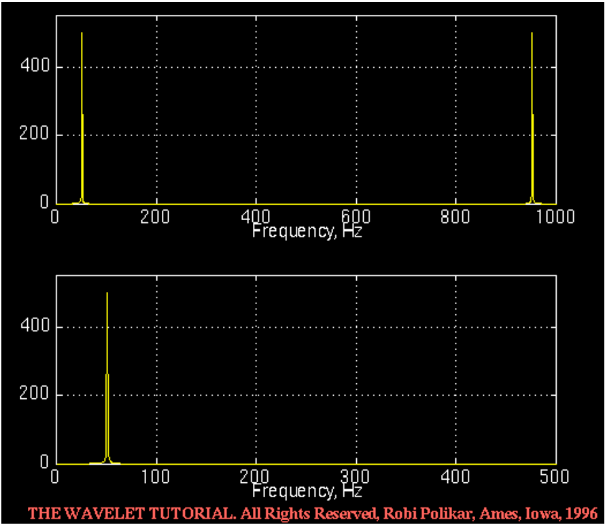 400
200
0
0 200 400 600 800 1000
Frequency, Hz
400
200
0
0 100 200 300 400 500
Frequency, Hz
THE WAVELET TUTORIAL. All Rights Reserved, Robi Polikar, Ames, Iowa, 1996